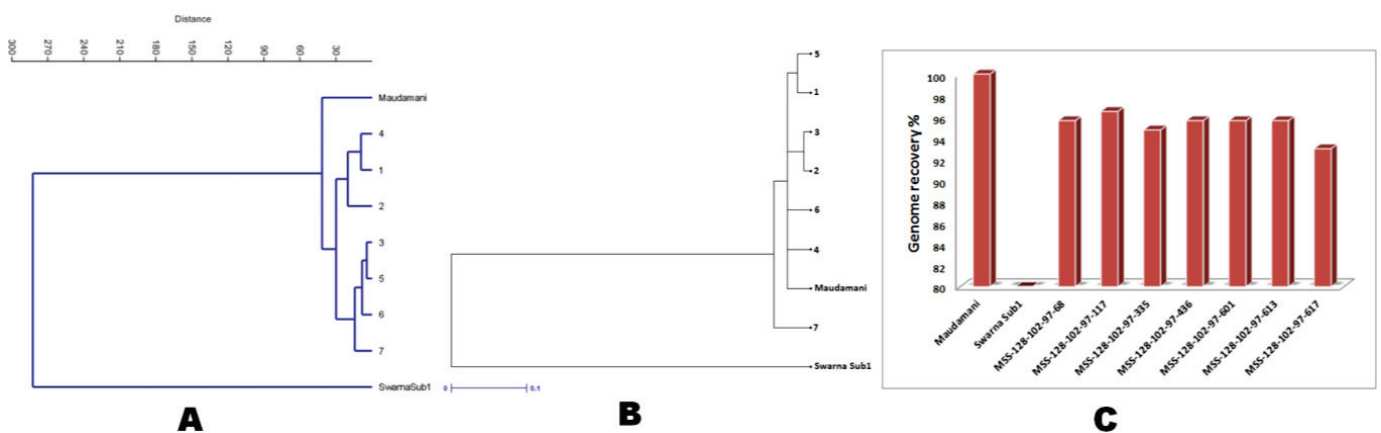 Distance
300 270 240 210 180 150 120 90 60 30
Maudamani
4
1
2
3
5
6
7
SwarnaSub1
A
5
1
3
2
6
4
Maudamani
7
Swarna Sub1
0 0.1
B
Genome recovery %
100
98
96
94
92
90
88
86
84
82
80
Maudamani
Swarna Sub1
MSS-128-102-97-68
MSS-128-102-97-117
MSS-128-102-97-335
MSS-128-102-97-436
MSS-128-102-97-601
MSS-128-102-97-613
MSS-128-102-97-617
C